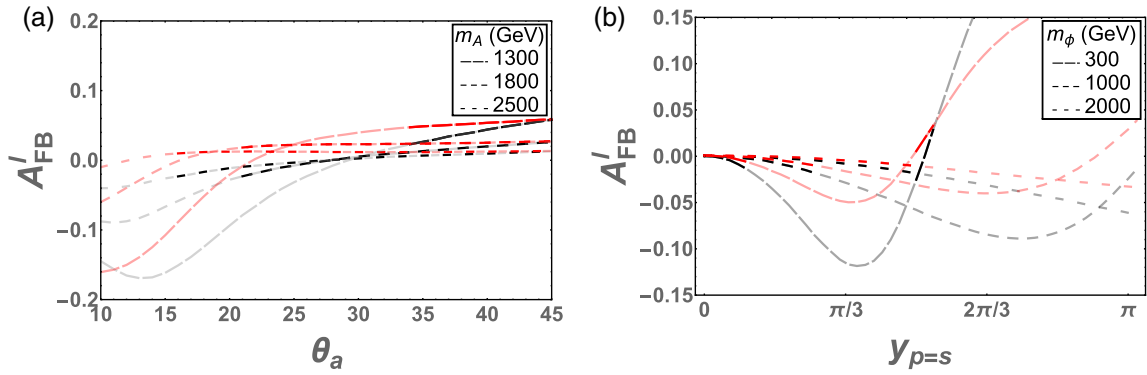 (a)
0.2
0.1
0.0
−0.1
−0.2
A^l_FB
m_A (GeV)
1300
1800
2500
10 15 20 25 30 35 40 45
θ_a
(b)
0.15
0.10
0.05
0.00
−0.05
−0.10
−0.15
A^l_FB
m_ϕ (GeV)
300
1000
2000
0 π/3 2π/3 π
y_p=s